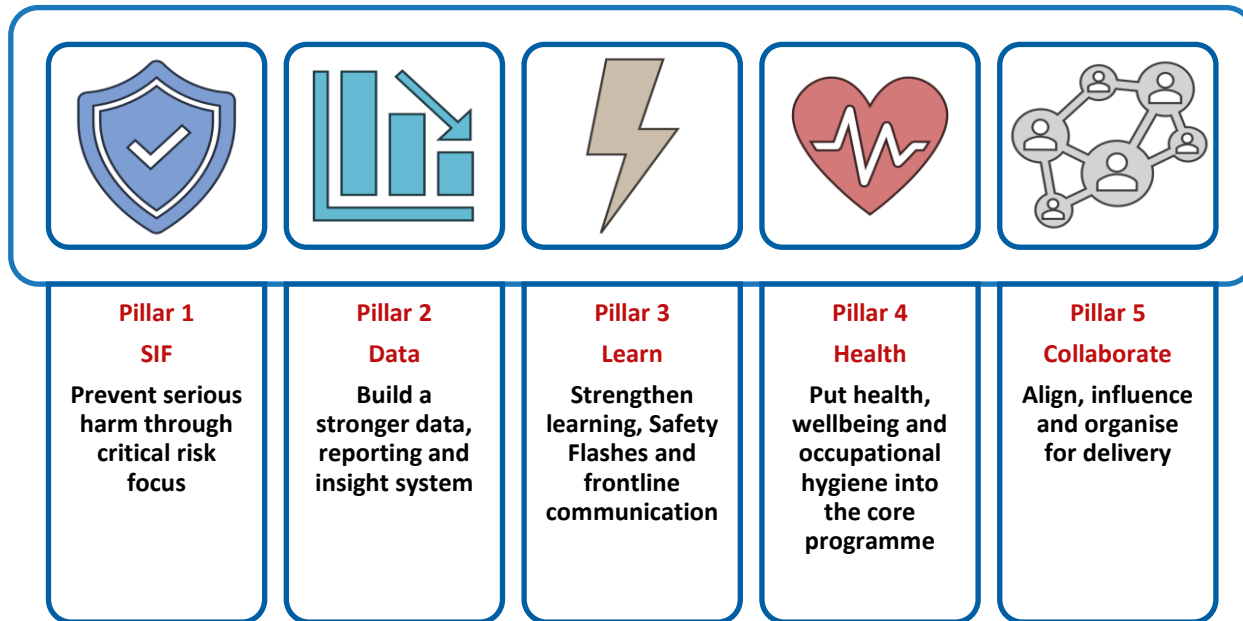 Pillar 1
SIF
Prevent serious
harm through
critical risk
focus
Pillar 2
Data
Build a
stronger data,
reporting and
insight system
Pillar 3
Learn
Strengthen
learning, Safety
Flashes and
frontline
communication
Pillar 4
Health
Put health,
wellbeing and
occupational
hygiene into
the core
programme
Pillar 5
Collaborate
Align, influence
and organise
for delivery